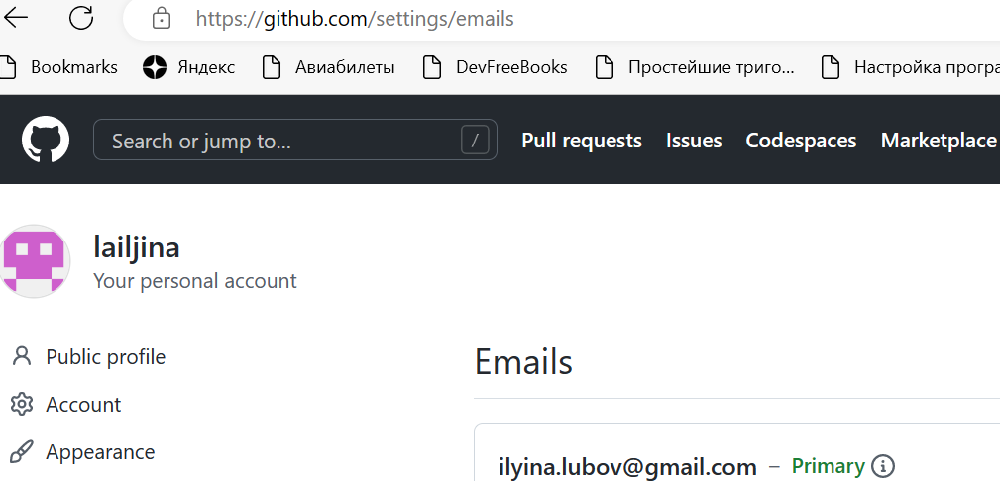 https://github.com/settings/emails
Bookmarks Яндекс Авиабилеты DevFreeBooks Простейшие триго... Настройка програ
Search or jump to... / Pull requests Issues Codespaces Marketplace
lailjina
Your personal account
Public profile
Emails
Account
Appearance
ilyina.lubov@gmail.com – Primary